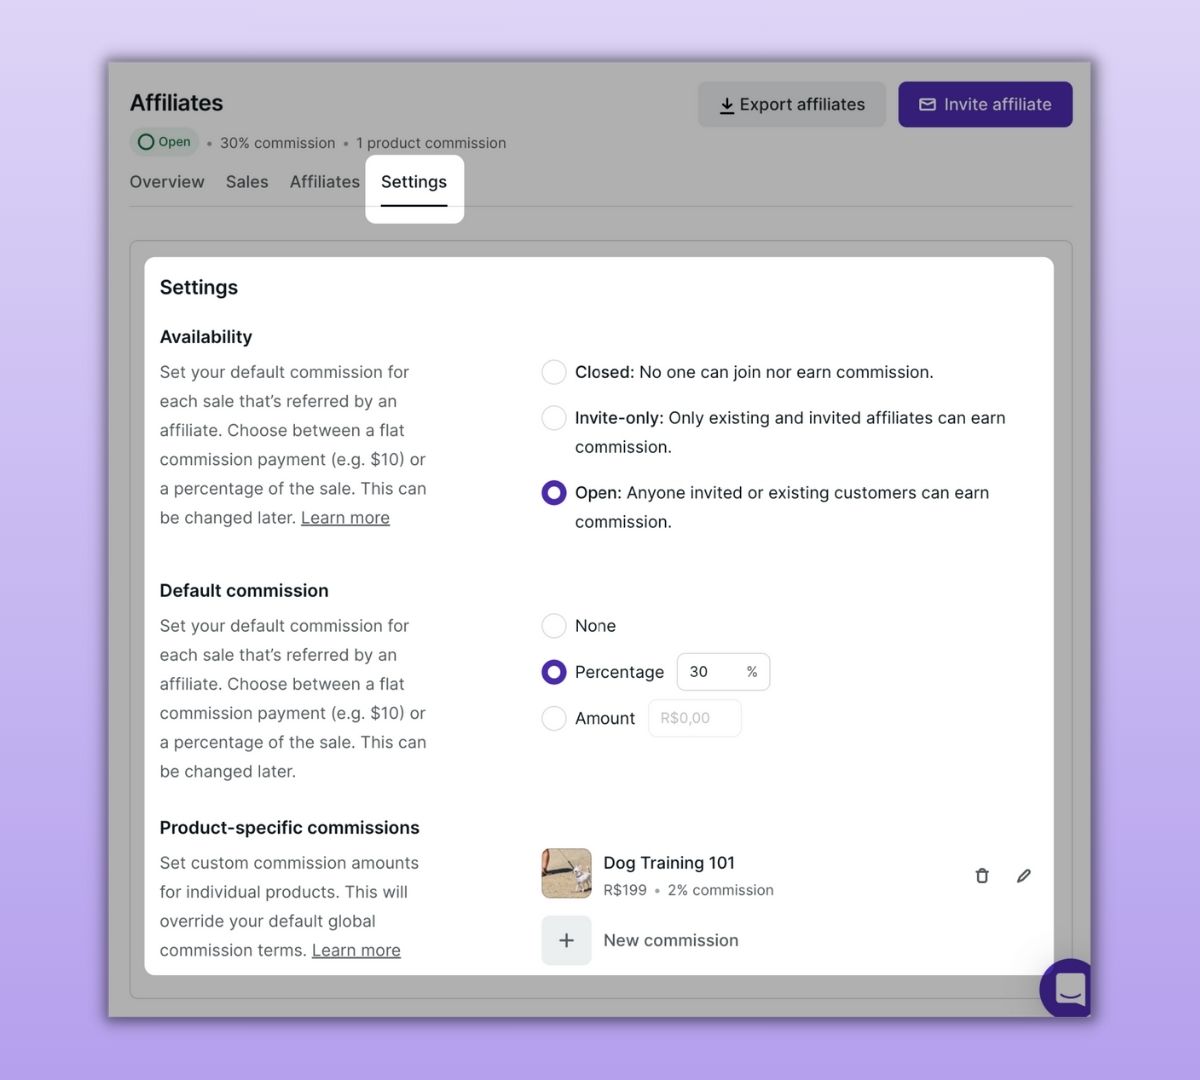 Affiliates
Export affiliates
Invite affiliate
Open • 30% commission • 1 product commission
Overview Sales Affiliates Settings
Settings
Availability
Set your default commission for
each sale that’s referred by an
affiliate. Choose between a flat
commission payment (e.g. $10) or
a percentage of the sale. This can
be changed later. Learn more
Closed: No one can join nor earn commission.
Invite-only: Only existing and invited affiliates can earn
commission.
Open: Anyone invited or existing customers can earn
commission.
Default commission
Set your default commission for
each sale that’s referred by an
affiliate. Choose between a flat
commission payment (e.g. $10) or
a percentage of the sale. This can
be changed later.
None
Percentage 30 %
Amount R$0,00
Product-specific commissions
Set custom commission amounts
for individual products. This will
override your default global
commission terms. Learn more
Dog Training 101
R$199 • 2% commission
New commission